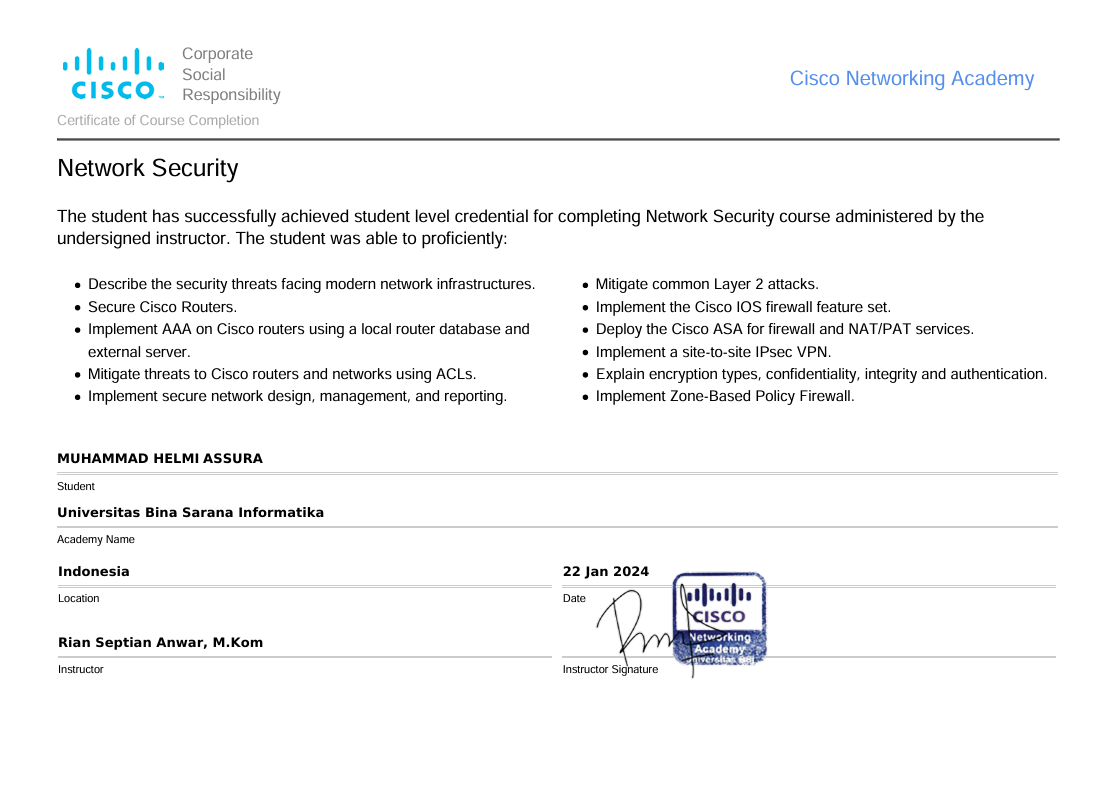 CISCO™
Corporate
Social
Responsibility
Cisco Networking Academy
Certificate of Course Completion
Network Security
The student has successfully achieved student level credential for completing Network Security course administered by the
undersigned instructor. The student was able to proficiently:
• Describe the security threats facing modern network infrastructures.
• Secure Cisco Routers.
• Implement AAA on Cisco routers using a local router database and
external server.
• Mitigate threats to Cisco routers and networks using ACLs.
• Implement secure network design, management, and reporting.
• Mitigate common Layer 2 attacks.
• Implement the Cisco IOS firewall feature set.
• Deploy the Cisco ASA for firewall and NAT/PAT services.
• Implement a site-to-site IPsec VPN.
• Explain encryption types, confidentiality, integrity and authentication.
• Implement Zone-Based Policy Firewall.
MUHAMMAD HELMI ASSURA
Student
Universitas Bina Sarana Informatika
Academy Name
Indonesia
Location
22 Jan 2024
Date
Rian Septian Anwar, M.Kom
Instructor
CISCO
Networking
Academy
Universitas BSI
Instructor Signature